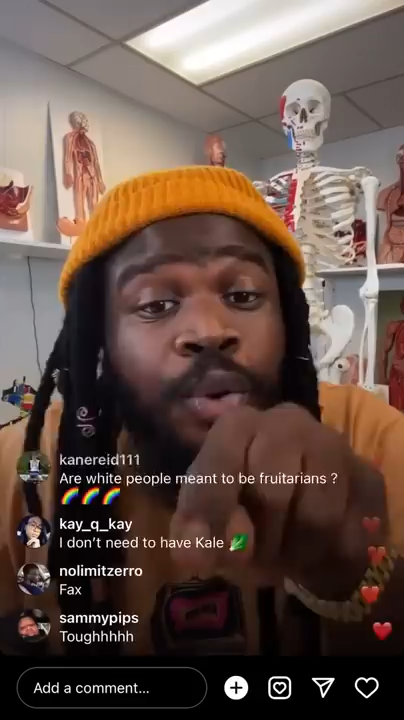 kanereid111
Are white people meant to be fruitarians ?
🌈🌈🌈
kay_q_kay
I don't need to have Kale 🥬
nolimitzerro
Fax
sammypips
Toughhhhh
Add a comment...